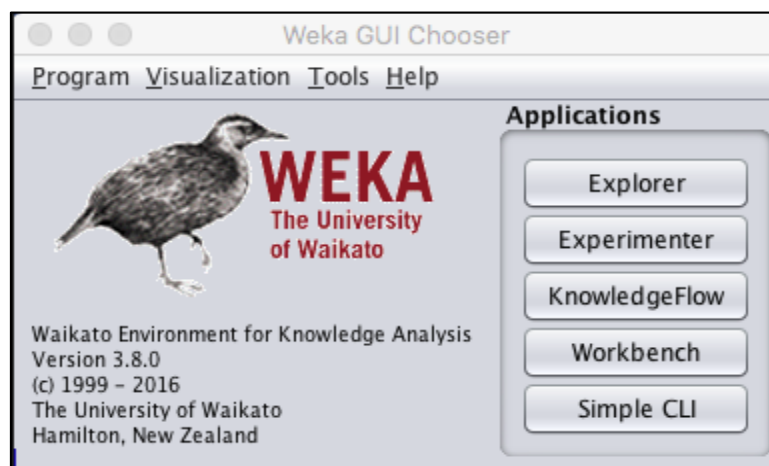 Weka GUI Chooser
Program Visualization Tools Help
WEKA
The University
of Waikato
Waikato Environment for Knowledge Analysis
Version 3.8.0
(c) 1999 - 2016
The University of Waikato
Hamilton, New Zealand
Applications
Explorer
Experimenter
KnowledgeFlow
Workbench
Simple CLI